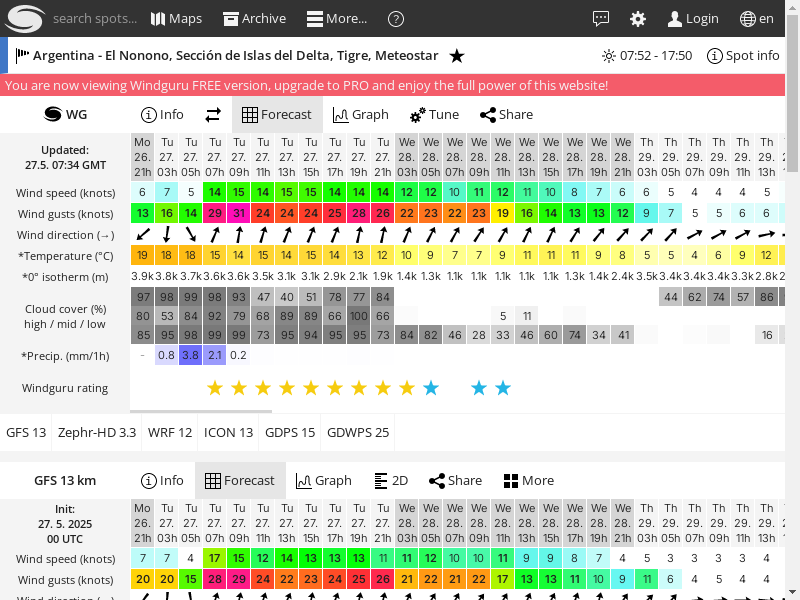 search spots... Maps Archive More... ? Login en
Argentina - El Nonono, Sección de Islas del Delta, Tigre, Meteostar 07:52 - 17:50 Spot info
You are now viewing Windguru FREE version, upgrade to PRO and enjoy the full power of this website!
WG Info Forecast Graph Tune Share
Updated:
27.5. 07:34 GMT
Mo Tu Tu Tu Tu Tu Tu Tu Tu Tu Tu We We We We We We We We We We Th Th Th Th Th Th
26. 27. 27. 27. 27. 27. 27. 27. 27. 27. 27. 28. 28. 28. 28. 28. 28. 28. 28. 28. 28. 29. 29. 29. 29. 29. 29.
21h 03h 05h 07h 09h 11h 13h 15h 17h 19h 21h 03h 05h 07h 09h 11h 13h 15h 17h 19h 21h 03h 05h 07h 09h 11h 13h
Wind speed (knots) 6 7 5 14 15 14 15 15 14 14 14 12 12 10 11 12 11 10 8 7 6 6 5 4 4 4 5
Wind gusts (knots) 13 16 14 29 31 24 24 24 25 28 26 22 23 22 23 19 16 14 13 13 12 9 7 5 5 6 6
Wind direction (→)
*Temperature (°C) 19 18 18 15 14 15 15 14 13 12 12 10 9 7 7 9 11 11 11 9 8 5 5 4 6 9 12
*0° isotherm (m) 3.9k 3.8k 3.7k 3.6k 3.6k 3.5k 3.1k 3.1k 2.9k 2.1k 1.9k 1.4k 1.3k 1.1k 1.1k 1.1k 1.1k 1.1k 1.3k 1.4k 2.4k 3.5k 3.4k 3.4k 3.4k 3.3k 2.8k
Cloud cover (%)
high / mid / low
97 98 99 98 93 47 40 51 78 77 84 44 62 74 57 86
80 53 84 92 79 68 89 89 66 100 66 5 11
85 95 98 99 99 73 95 94 95 95 73 84 82 46 28 33 46 60 74 34 41 16
*Precip. (mm/1h) - 0.8 3.8 2.1 0.2
Windguru rating
GFS 13 Zephr-HD 3.3 WRF 12 ICON 13 GDPS 15 GDWPS 25
GFS 13 km Info Forecast Graph 2D Share More
Init:
27. 5. 2025
00 UTC
Mo Tu Tu Tu Tu Tu Tu Tu Tu Tu Tu We We We We We We We We We We Th Th Th Th Th Th
26. 27. 27. 27. 27. 27. 27. 27. 27. 27. 27. 28. 28. 28. 28. 28. 28. 28. 28. 28. 28. 29. 29. 29. 29. 29. 29.
21h 03h 05h 07h 09h 11h 13h 15h 17h 19h 21h 03h 05h 07h 09h 11h 13h 15h 17h 19h 21h 03h 05h 07h 09h 11h 13h
Wind speed (knots) 7 7 4 17 15 12 14 13 13 13 11 11 12 10 10 11 9 9 8 7 4 5 3 3 3 3 4
Wind gusts (knots) 20 20 15 28 29 24 22 23 24 25 26 21 22 21 22 17 13 13 11 10 9 11 6 4 5 4 4